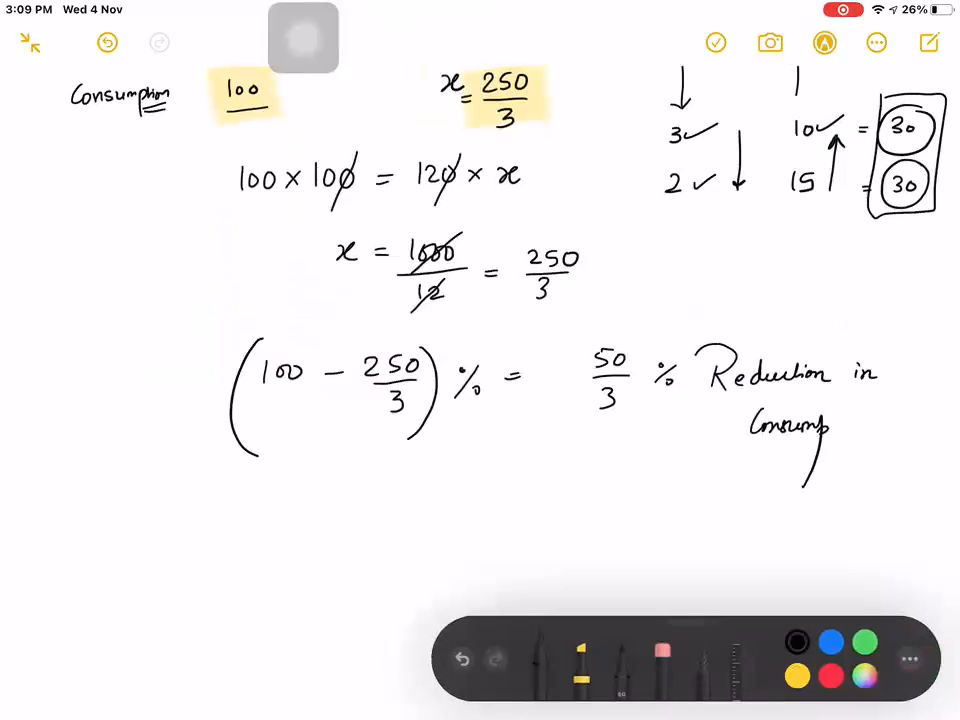 3:09 PM Wed 4 Nov
26%
Consumption 100 x = 250/3
3 ✓ 10 ✓ = 30
2 ✓ 15 = 30
100 × 100 = 120 × x
x = 1000/12 = 250/3
(100 − 250/3) % = 50/3 % Reduction in
Consump